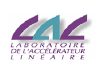 LAL
LABORATOIRE
DE L'ACCÉLÉRATEUR
LINÉAIRE